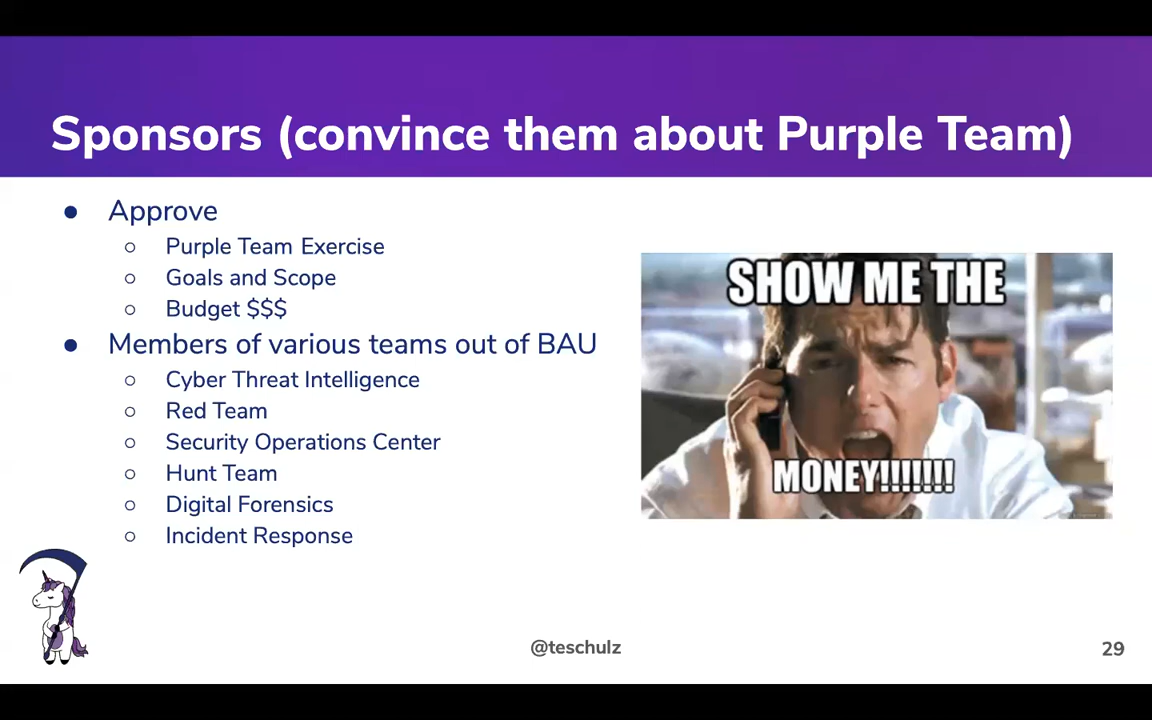 Sponsors (convince them about Purple Team)
● Approve
○ Purple Team Exercise
○ Goals and Scope
○ Budget $$$
● Members of various teams out of BAU
○ Cyber Threat Intelligence
○ Red Team
○ Security Operations Center
○ Hunt Team
○ Digital Forensics
○ Incident Response
SHOW ME THE
MONEY!!!!!!!
@teschulz
29